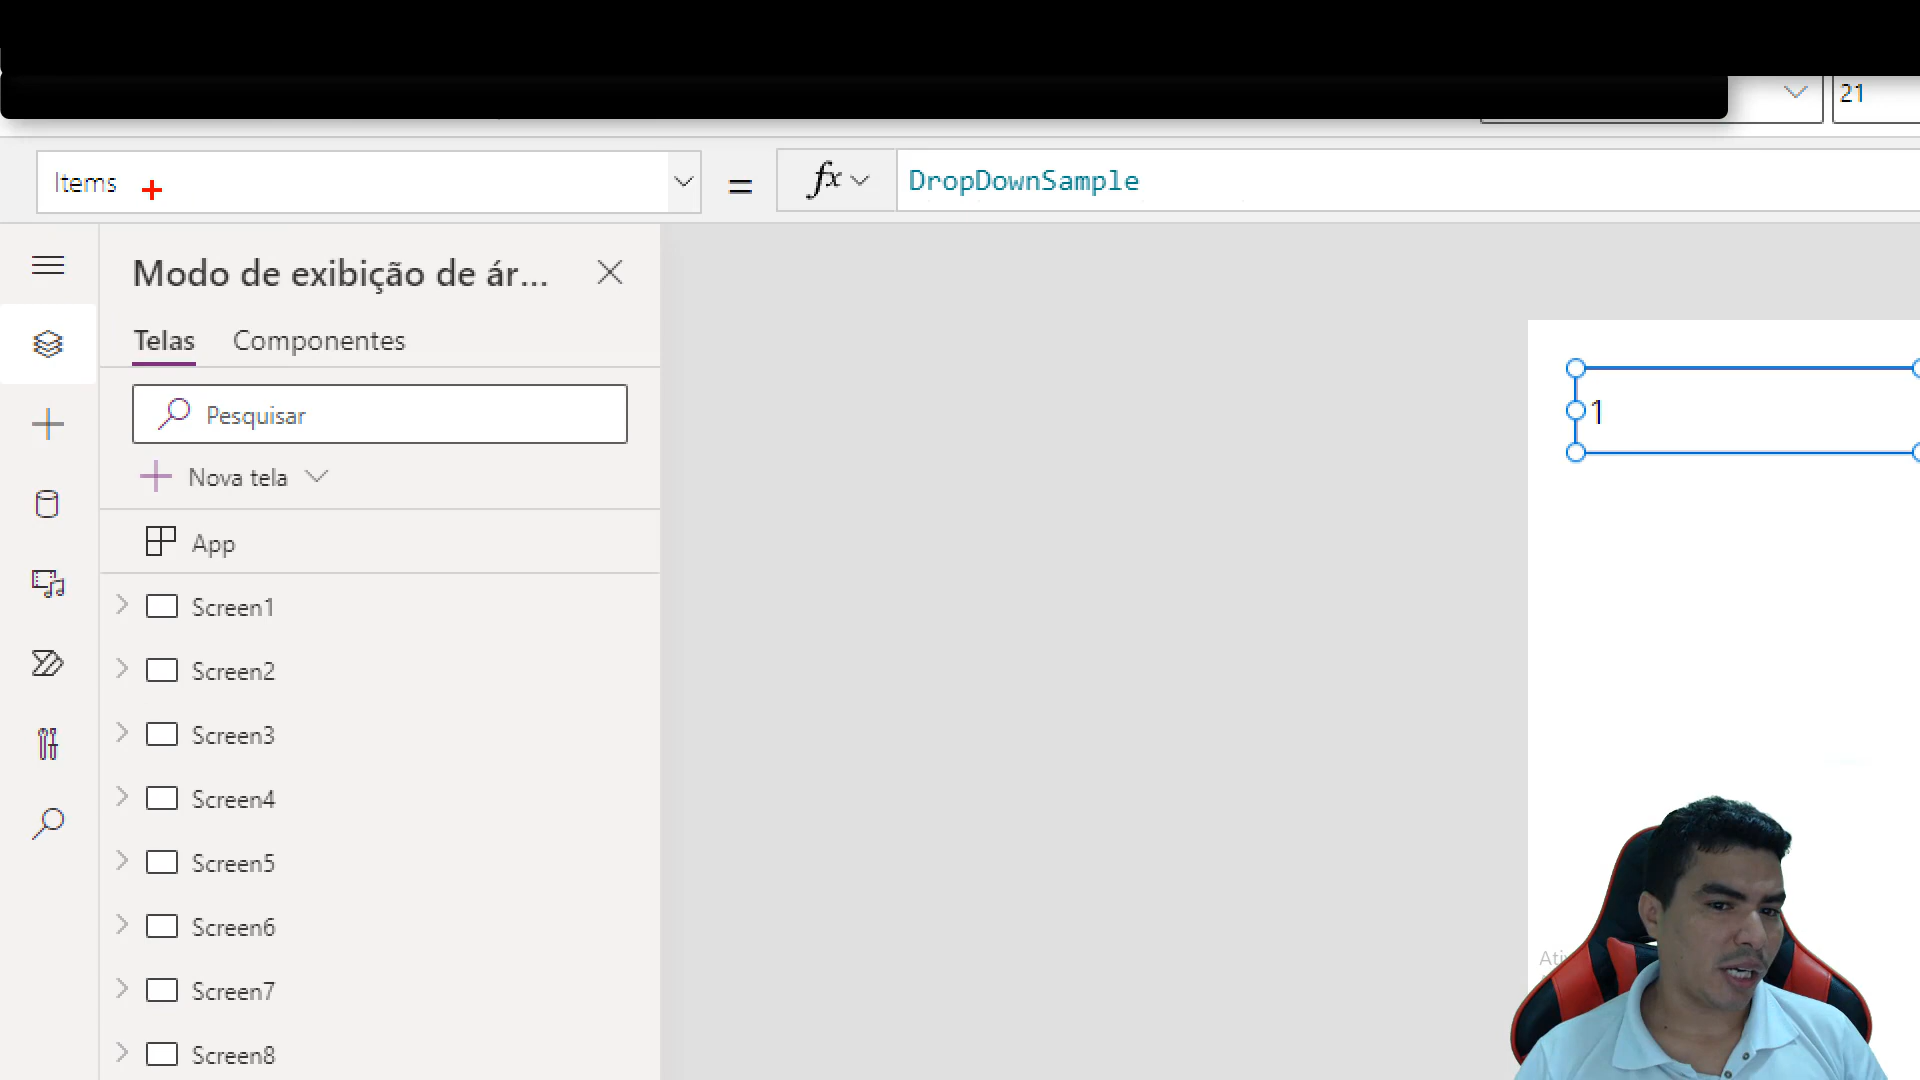 21
Items
=
fx
DropDownSample
Modo de exibição de ár...
Telas
Componentes
Pesquisar
Nova tela
App
Screen1
Screen2
Screen3
Screen4
Screen5
Screen6
Screen7
Screen8
1